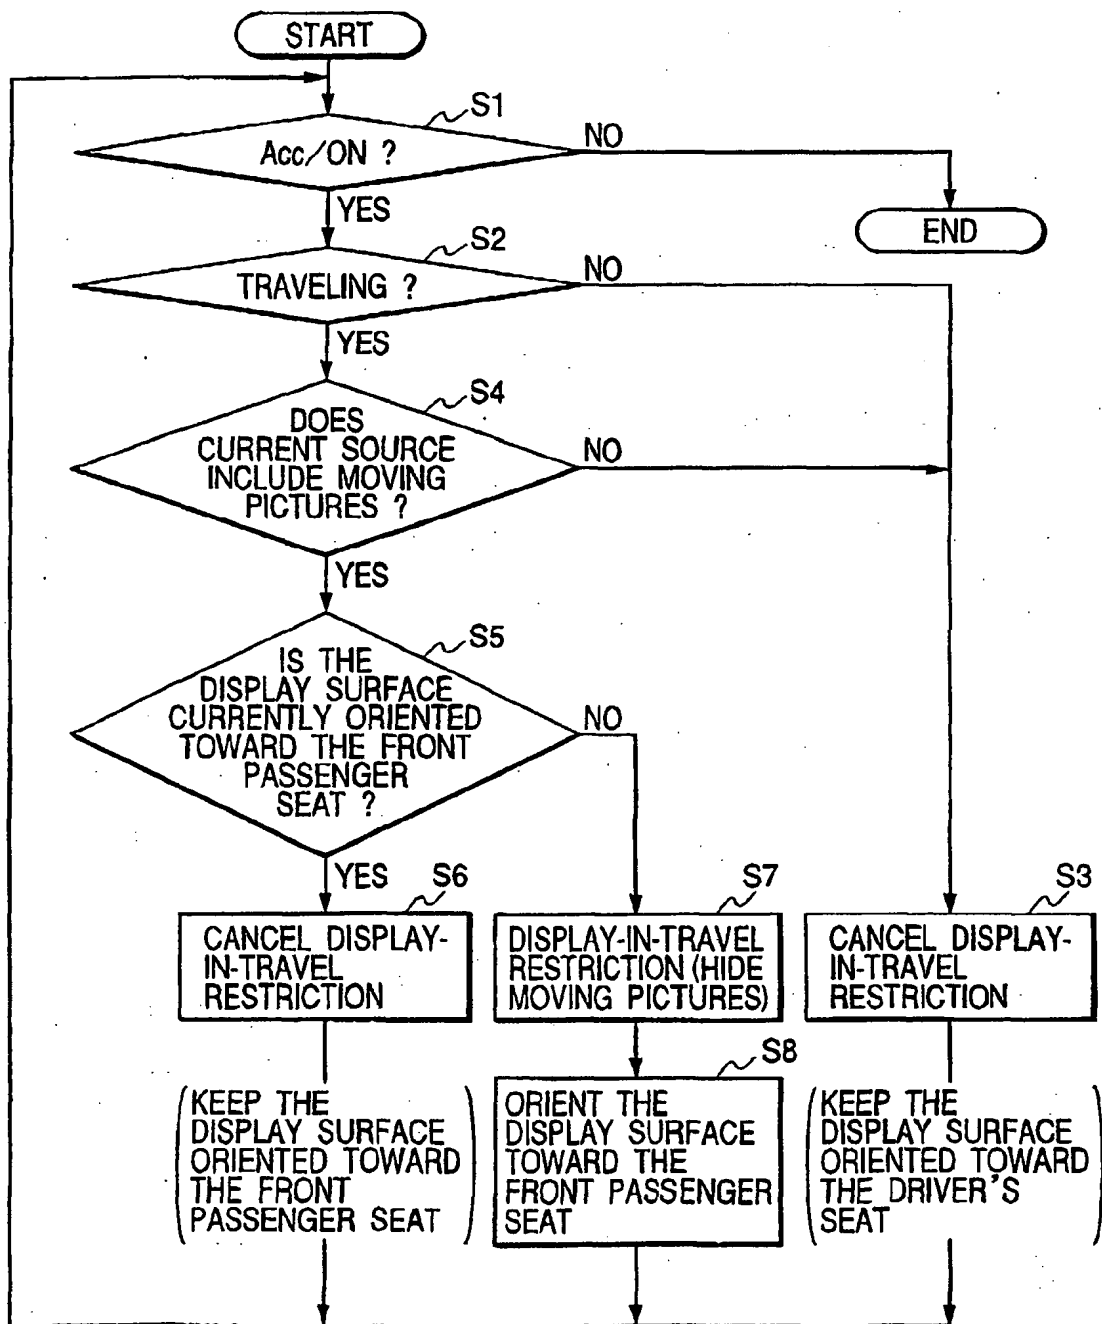 START
S1
Acc/ON ?
NO
YES
END
S2
TRAVELING ?
NO
YES
S4
DOES
CURRENT SOURCE
INCLUDE MOVING
PICTURES ?
NO
YES
S5
IS THE
DISPLAY SURFACE
CURRENTLY ORIENTED
TOWARD THE FRONT
PASSENGER
SEAT ?
NO
YES
S6
CANCEL DISPLAY-
IN-TRAVEL
RESTRICTION
S7
DISPLAY-IN-TRAVEL
RESTRICTION (HIDE
MOVING PICTURES)
S3
CANCEL DISPLAY-
IN-TRAVEL
RESTRICTION
(KEEP THE
DISPLAY SURFACE
ORIENTED TOWARD
THE FRONT
PASSENGER SEAT)
S8
ORIENT THE
DISPLAY SURFACE
TOWARD THE
FRONT PASSENGER
SEAT
(KEEP THE
DISPLAY SURFACE
ORIENTED TOWARD
THE DRIVER'S
SEAT)